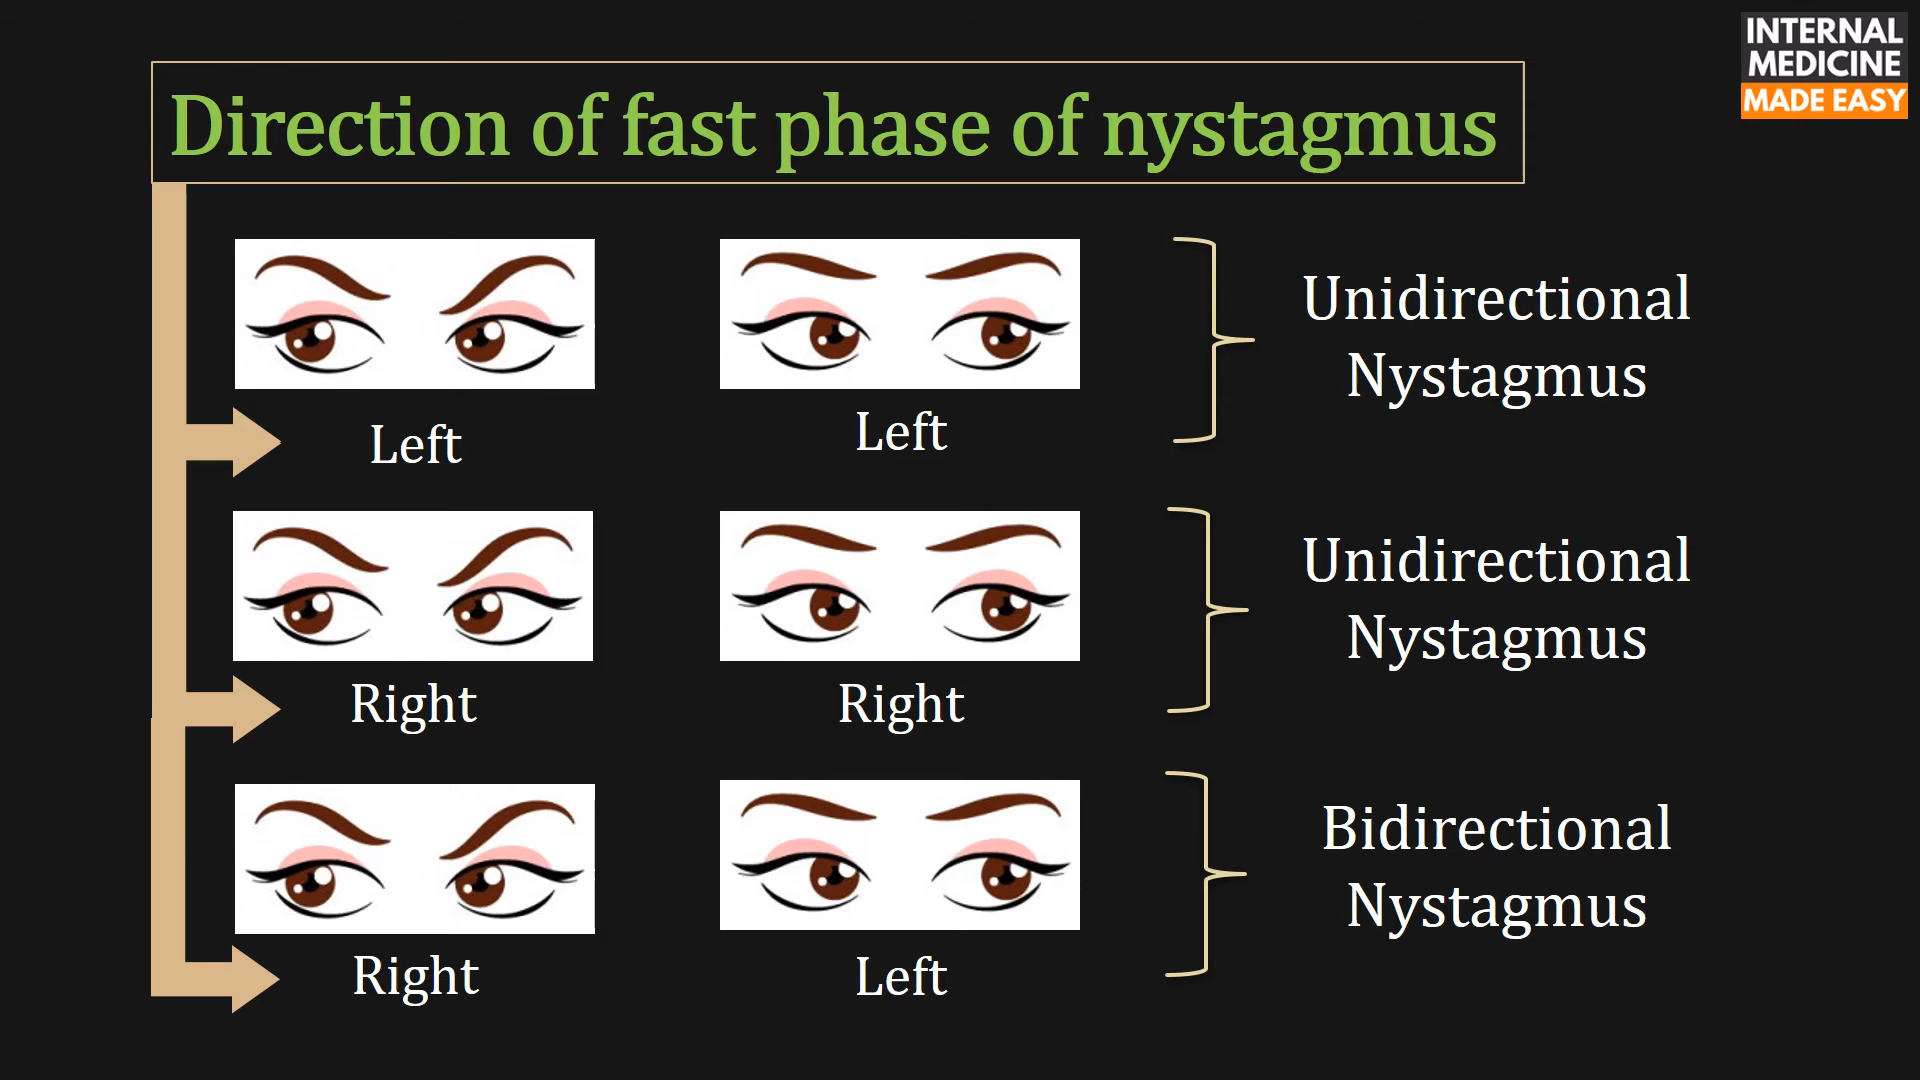 INTERNAL
MEDICINE
MADE EASY
Direction of fast phase of nystagmus
Left
Left
Unidirectional
Nystagmus
Right
Right
Unidirectional
Nystagmus
Right
Left
Bidirectional
Nystagmus